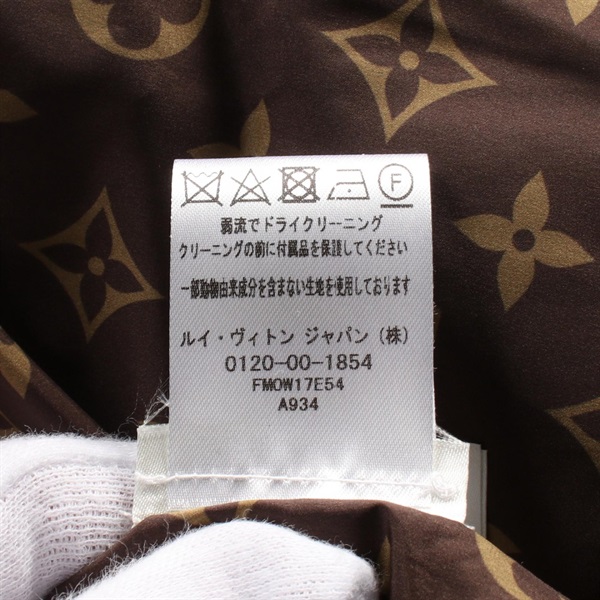 F
弱流でドライクリーニング
クリーニングの前に付属品を保護してください
一部動物由来成分を含まない生地を使用しております
ルイ・ヴィトン ジャパン (株)
0120-00-1854
FMOW17E54
A934